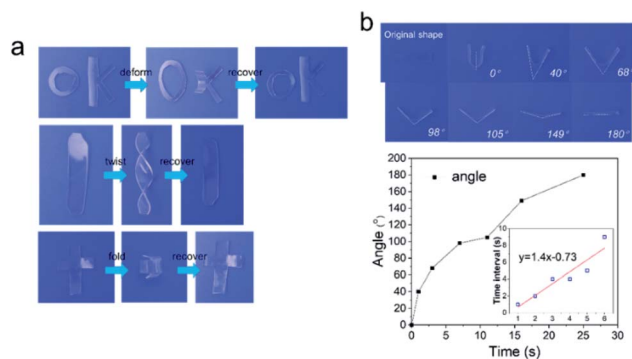 a
deform
recover
twist
recover
fold
recover
b
Original shape
0°
40°
68°
98°
105°
149°
180°
angle
Angle (°)
200
180
160
140
120
100
80
60
40
20
0
0
5
10
15
20
25
30
Time (s)
y=1.4x-0.73
Time interval (s)
10
8
6
4
2
0
1
2
3
4
5
6